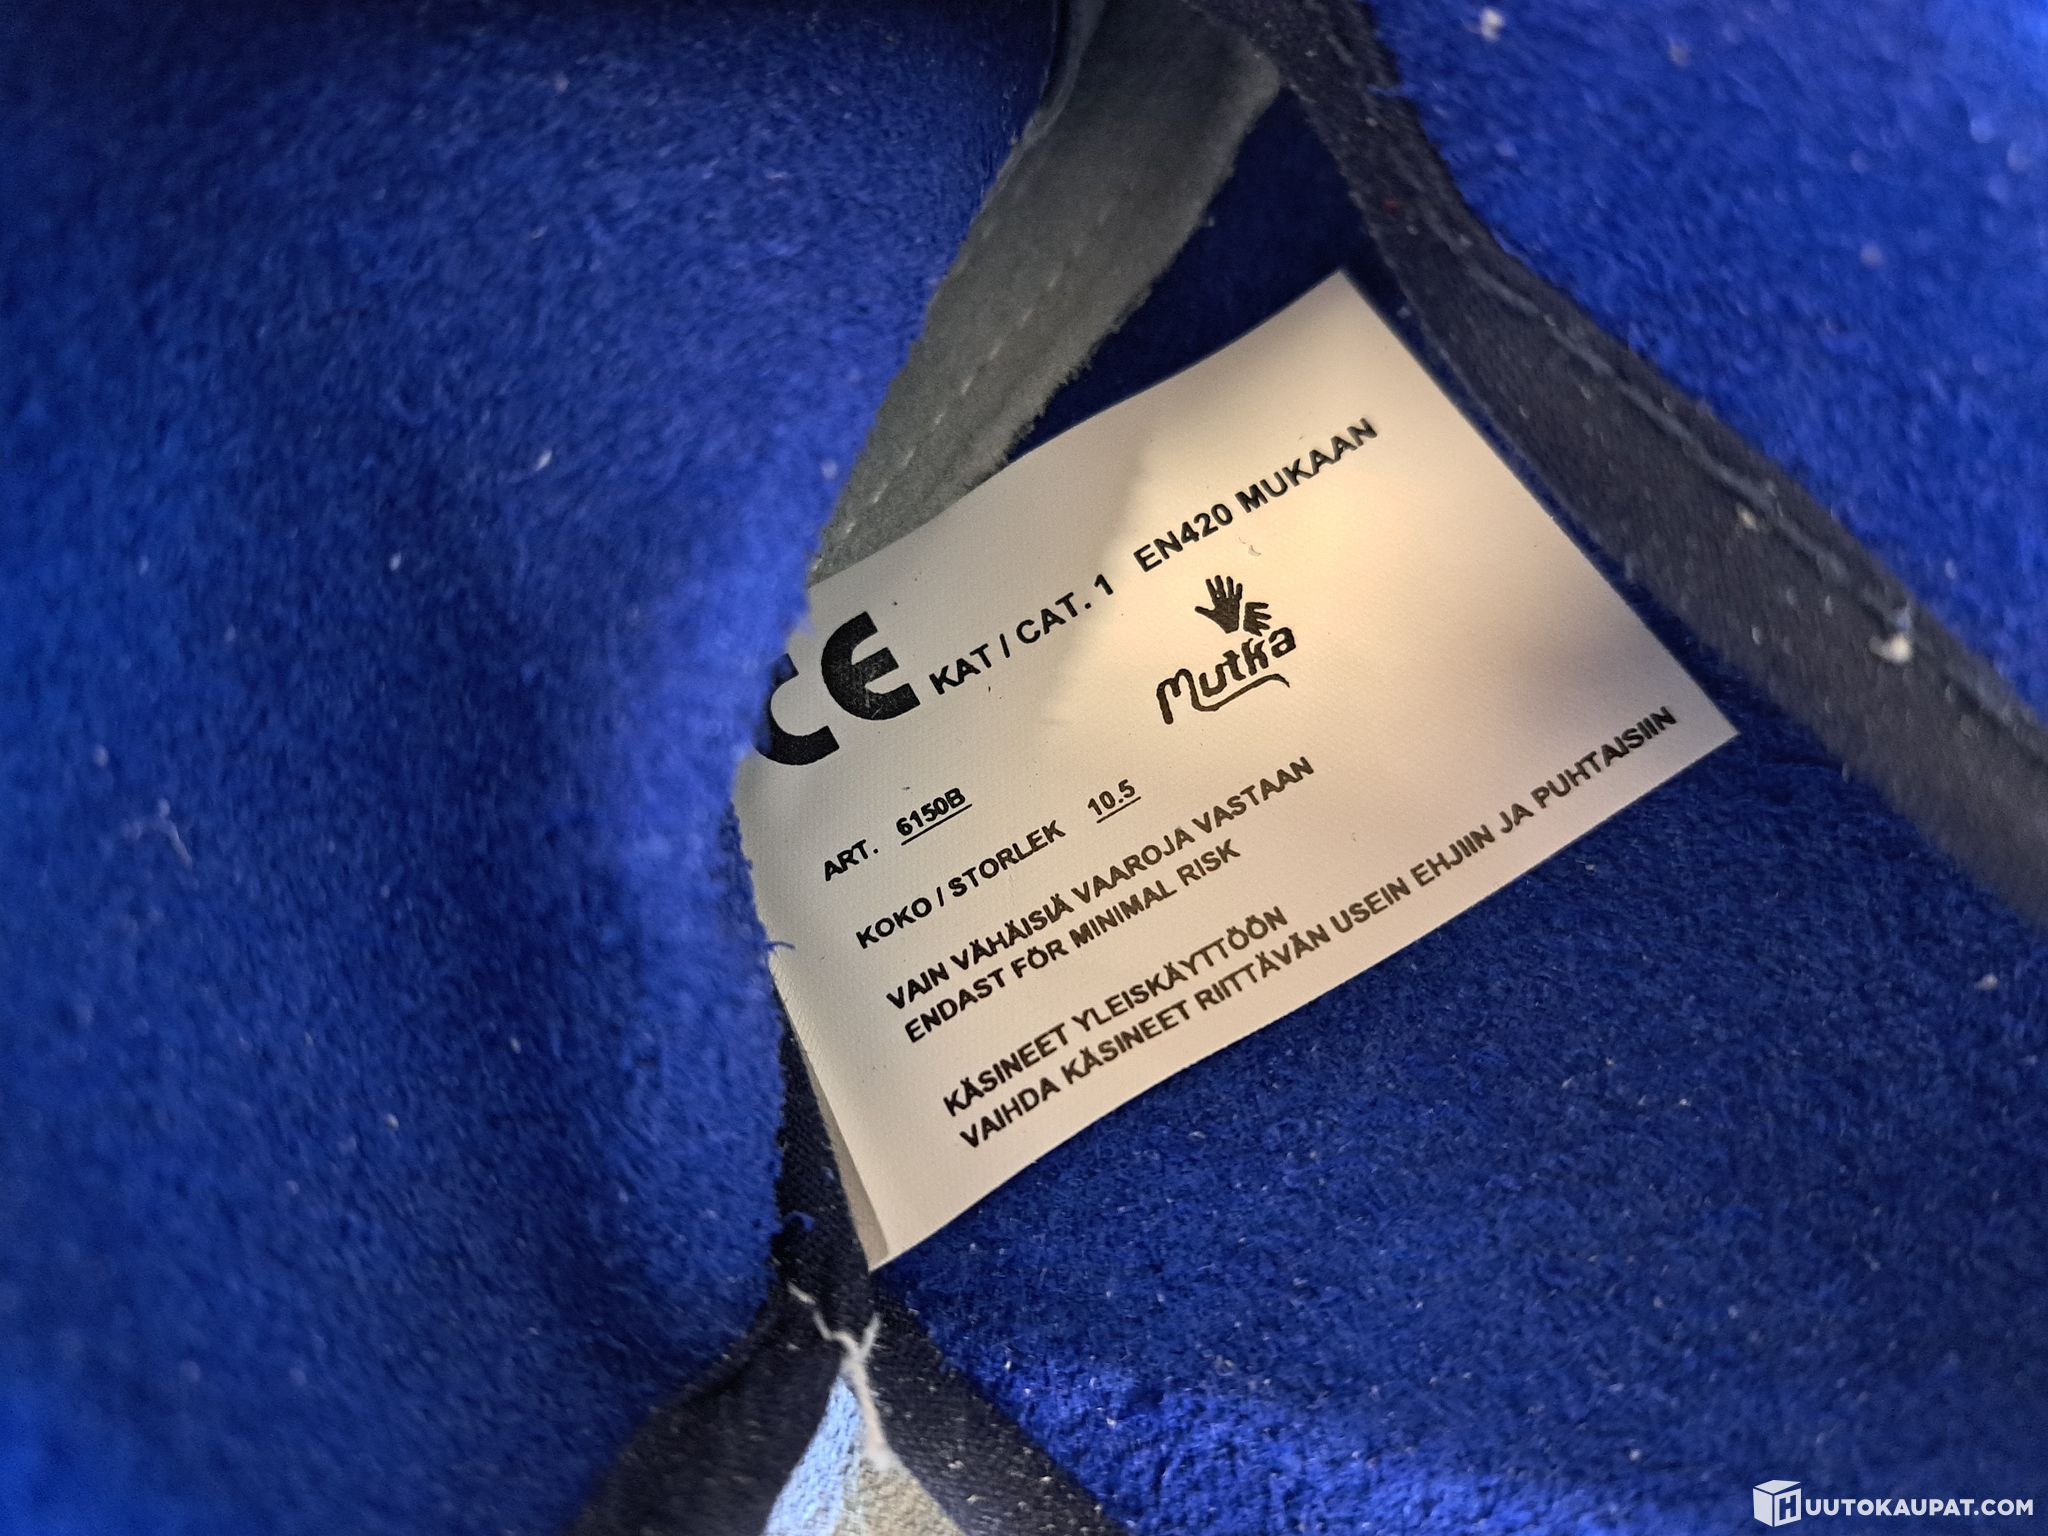 CE KAT / CAT. 1 EN420 MUKAAN
Mutka
ART. 6150B
KOKO / STORLEK 10.5
VAIN VÄHÄISIÄ VAAROJA VASTAAN
ENDAST FÖR MINIMAL RISK
KÄSINEET YLEISKÄYTTÖÖN
VAIHDA KÄSINEET RIITTÄVÄN USEIN EHJIIN JA PUHTAISIIN
HUUTOKAUPAT.COM